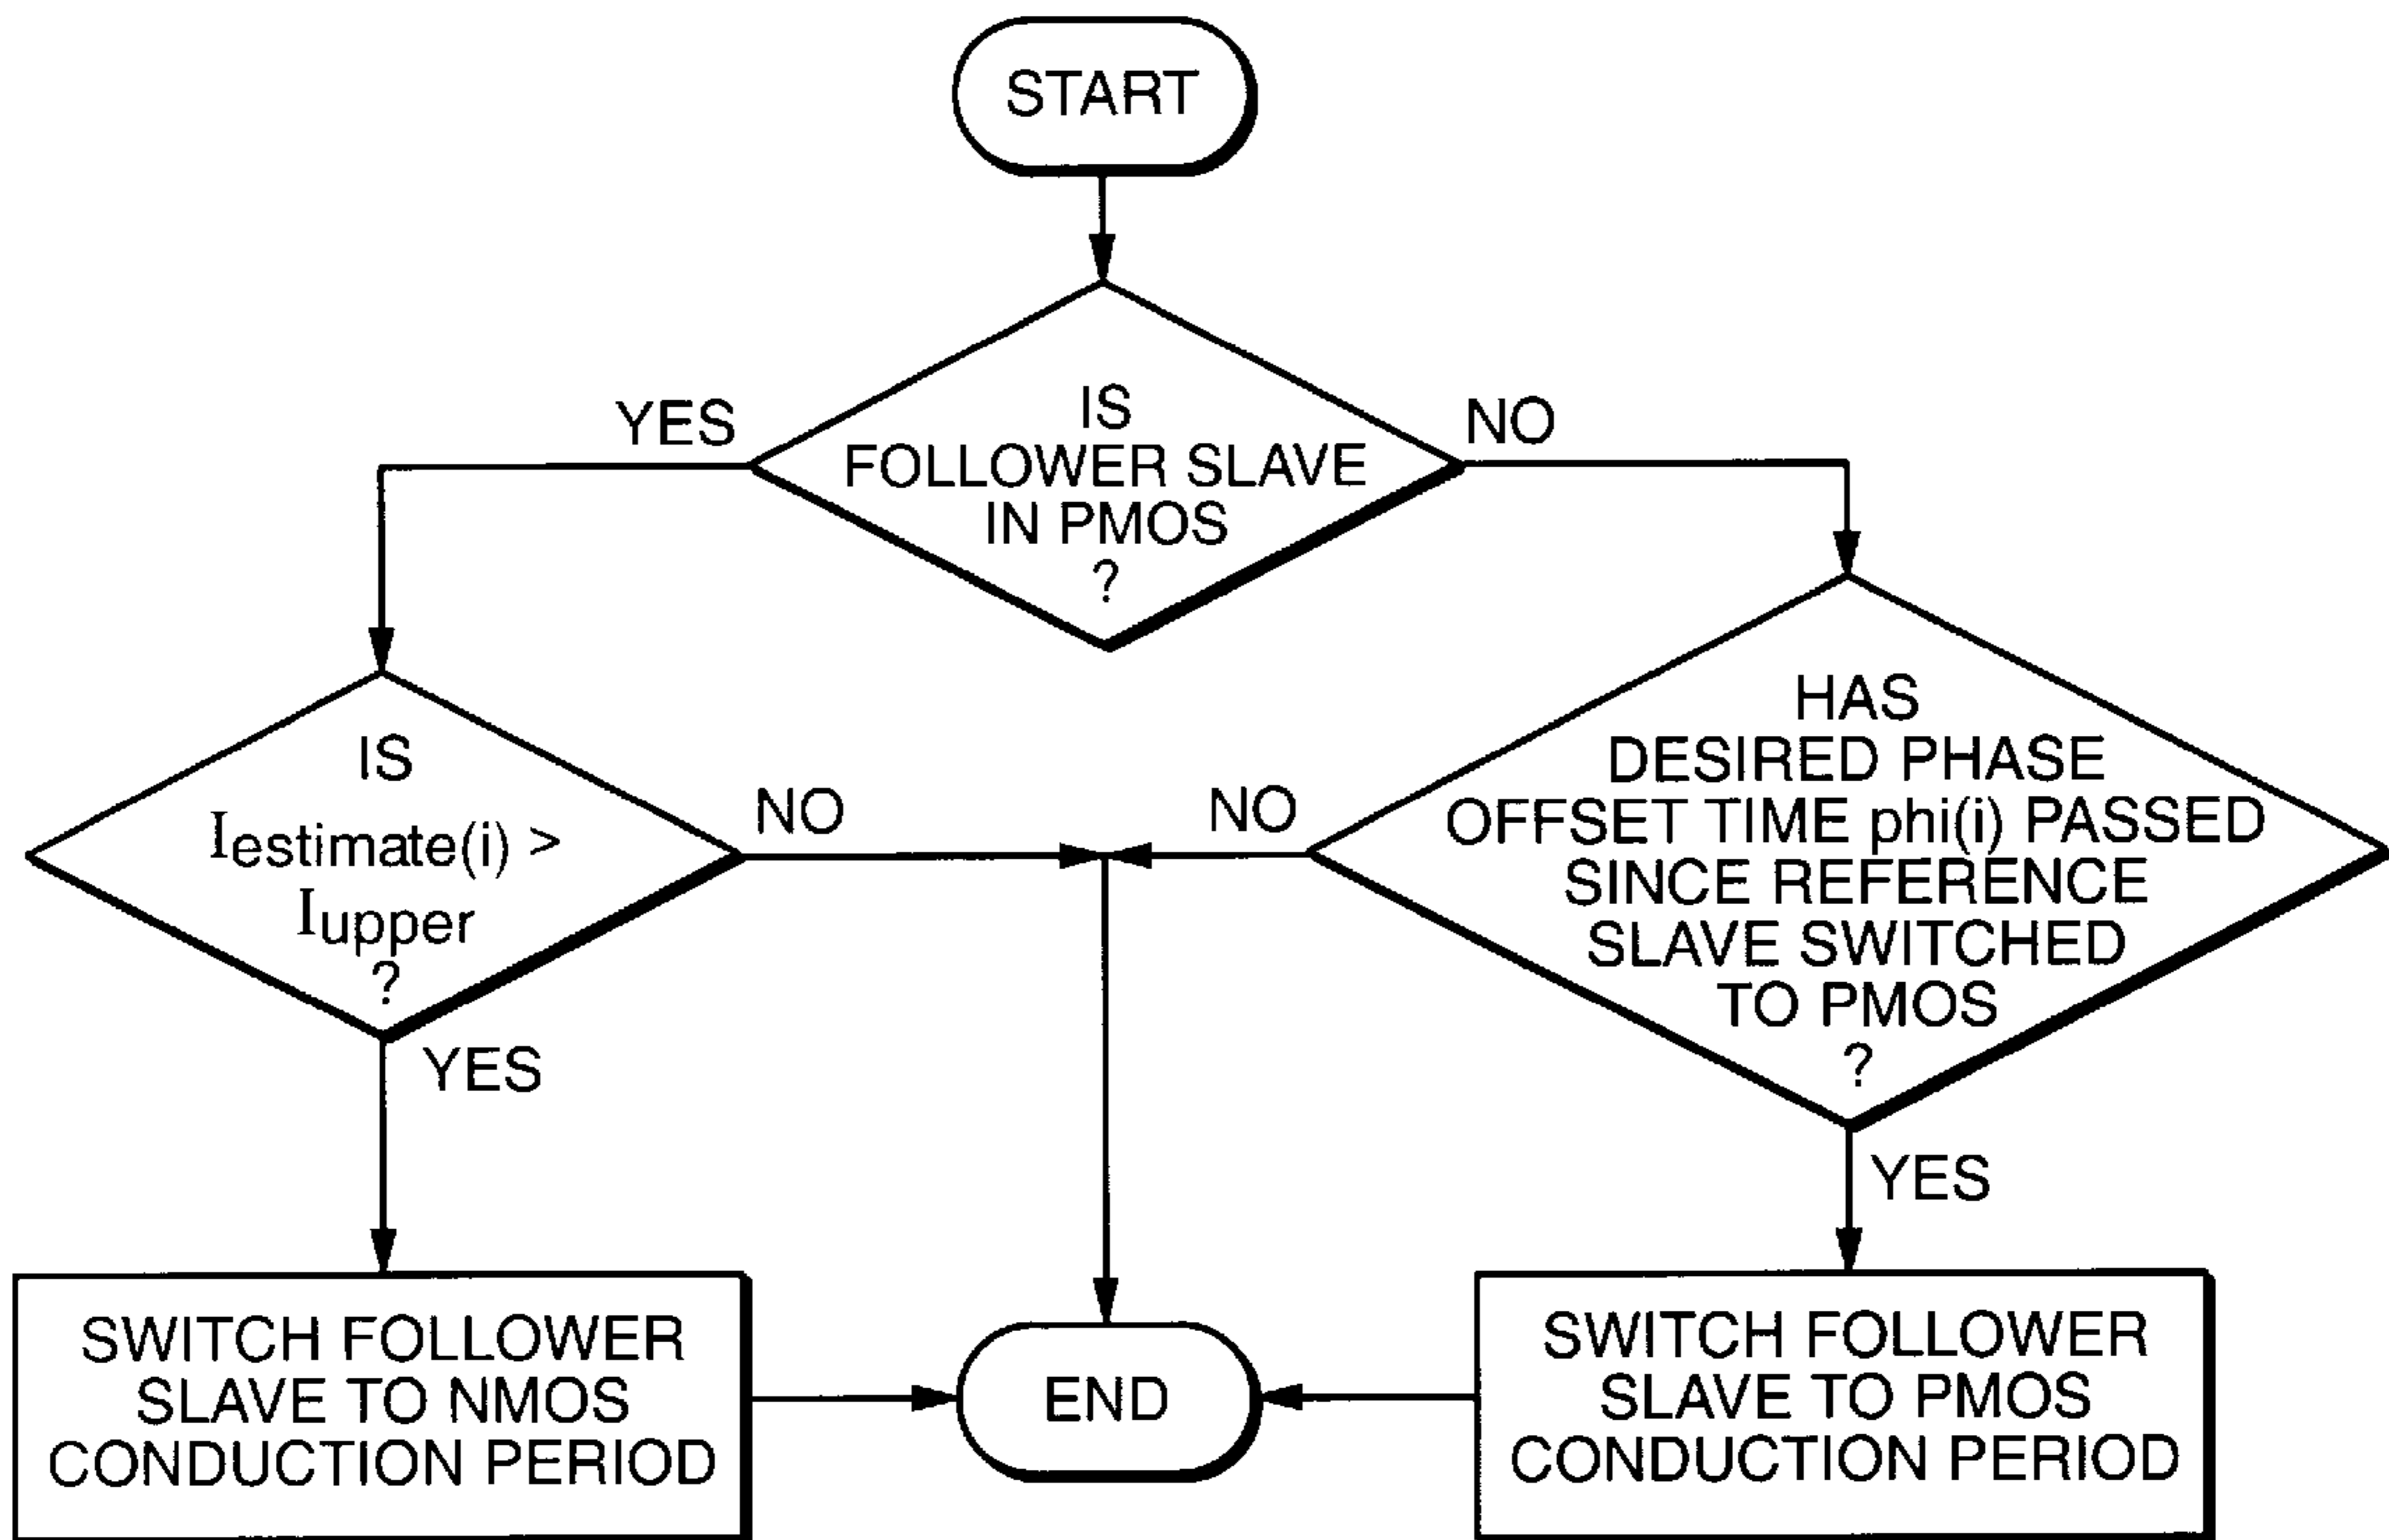 START
YES
IS
FOLLOWER SLAVE
IN PMOS
?
NO
IS
Iestimate(i) >
Iupper
?
NO
YES
HAS
DESIRED PHASE
OFFSET TIME phi(i) PASSED
SINCE REFERENCE
SLAVE SWITCHED
TO PMOS
?
NO
YES
SWITCH FOLLOWER
SLAVE TO NMOS
CONDUCTION PERIOD
END
SWITCH FOLLOWER
SLAVE TO PMOS
CONDUCTION PERIOD